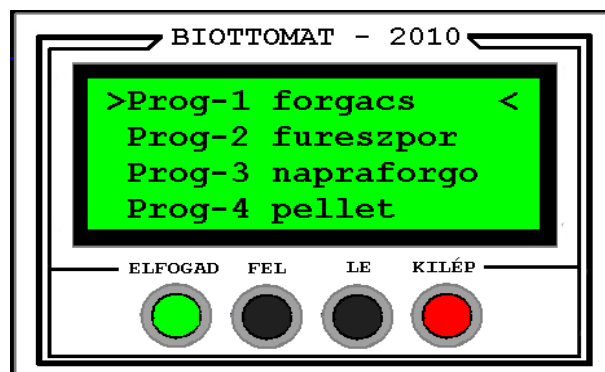 BIOTTOMAT - 2010
>Prog-1 forgacs <
Prog-2 fureszpor
Prog-3 napraforgo
Prog-4 pellet
ELFOGAD FEL LE KILÉP